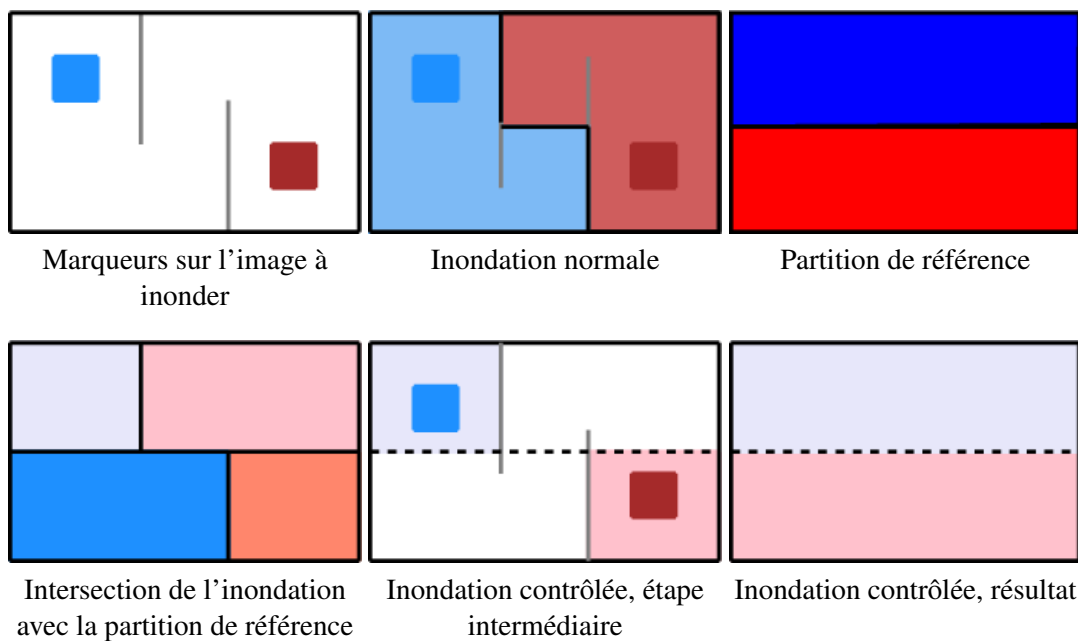 Marqueurs sur l'image à
inonder
Inondation normale
Partition de référence
Intersection de l'inondation
avec la partition de référence
Inondation contrôlée, étape
intermédiaire
Inondation contrôlée, résultat